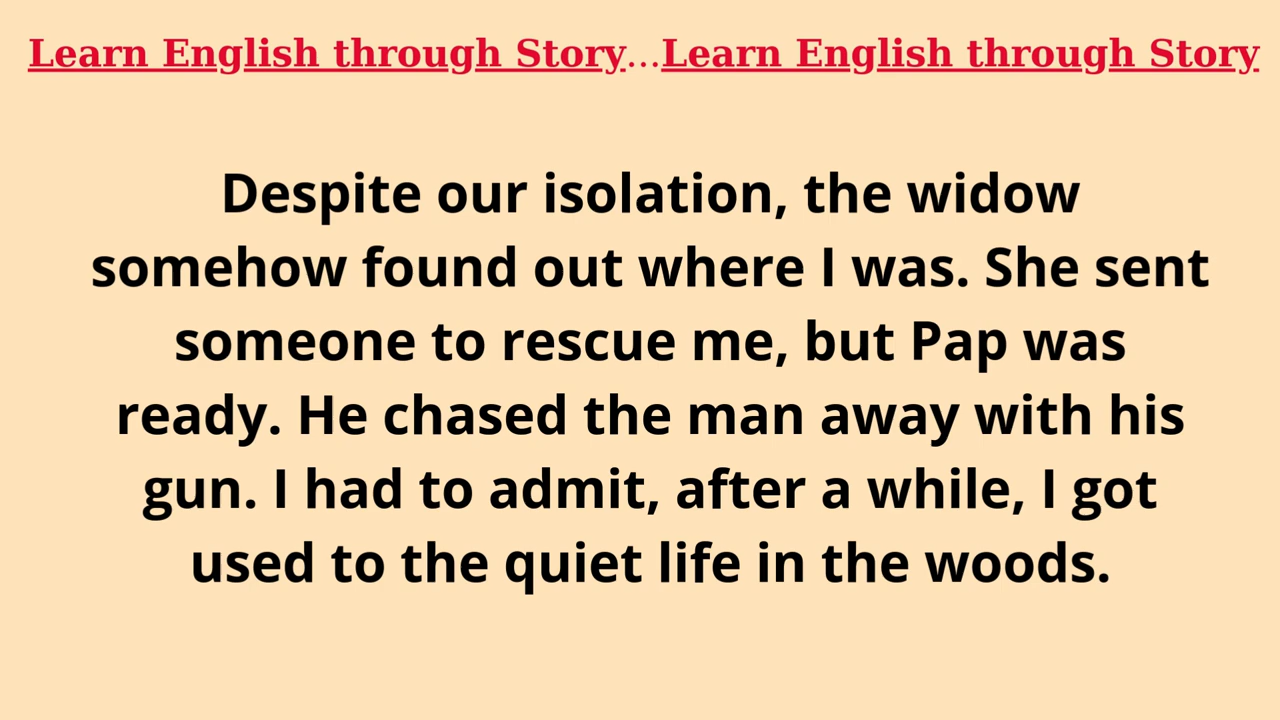 Learn English through Story...Learn English through Story
Despite our isolation, the widow
somehow found out where I was. She sent
someone to rescue me, but Pap was
ready. He chased the man away with his
gun. I had to admit, after a while, I got
used to the quiet life in the woods.